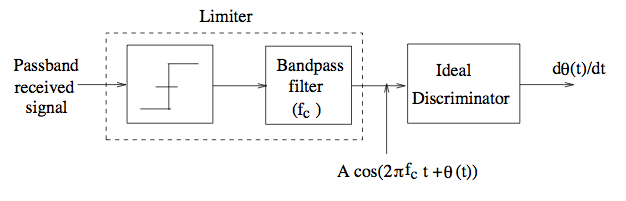 Limiter
Passband
received
signal
Bandpass
filter
(fc )
Ideal
Discriminator
dθ(t)/dt
A cos(2πfc t +θ (t))